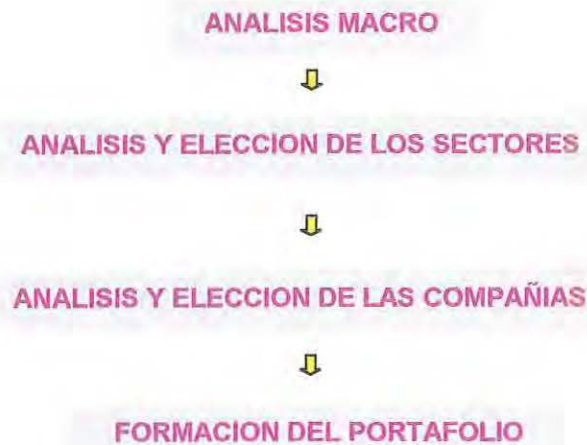 ANALISIS MACRO
ANALISIS Y ELECCION DE LOS SECTORES
ANALISIS Y ELECCION DE LAS COMPAÑIAS
FORMACION DEL PORTAFOLIO